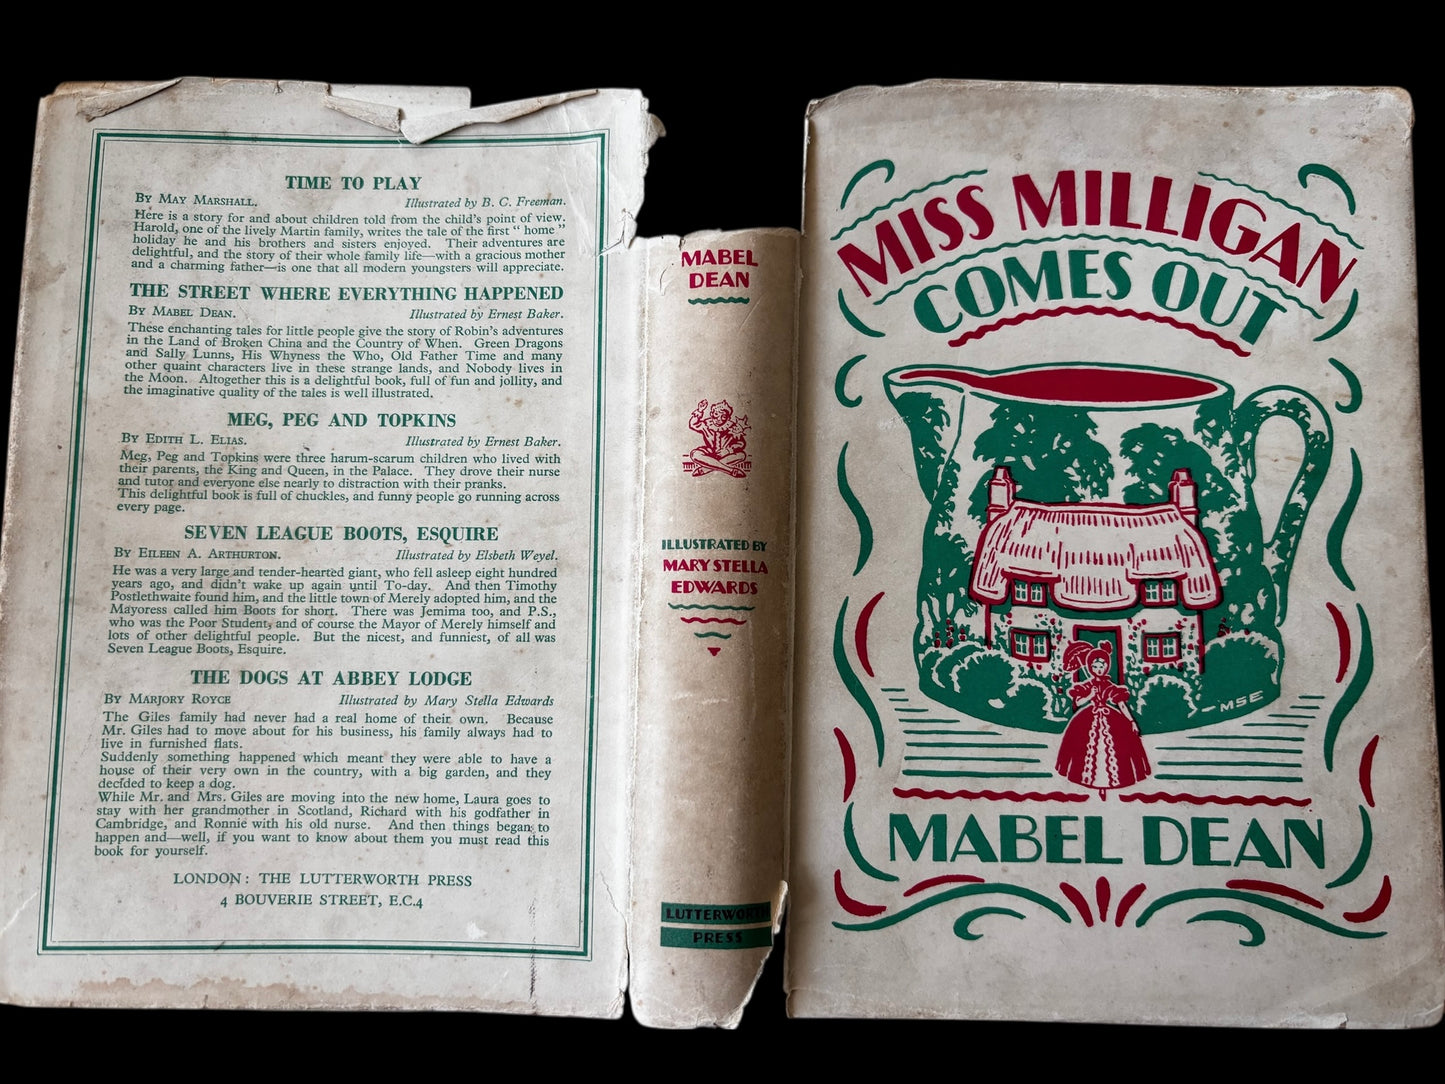 TIME TO PLAY
BY MAY MARSHALL. Illustrated by B. C. Freeman.
Here is a story for and about children told from the child's point of view.
Harold, one of the lively Martin family, writes the tale of the first "home"
holiday he and his brothers and sisters enjoyed. Their adventures are
delightful, and the story of their whole family life—with a gracious mother
and a charming father—is one that all modern youngsters will appreciate.
THE STREET WHERE EVERYTHING HAPPENED
BY MABEL DEAN. Illustrated by Ernest Baker.
These enchanting tales for little people give the story of Robin's adventures
in the Land of Broken China and the Country of When. Green Dragons
and Sally Lunns, His Whyness the Who, Old Father Time and many
other quaint characters live in these strange lands, and Nobody lives in
the Moon. Altogether this is a delightful book, full of fun and jollity, and
the imaginative quality of the tales is well illustrated.
MEG, PEG AND TOPKINS
BY EDITH L. ELIAS. Illustrated by Ernest Baker.
Meg, Peg and Topkins were three harum-scarum children who lived with
their parents, the King and Queen, in the Palace. They drove their nurse
and tutor and everyone else nearly to distraction with their pranks.
This delightful book is full of chuckles, and funny people go running across
every page.
SEVEN LEAGUE BOOTS, ESQUIRE
BY EILEEN A. ARTHURTON. Illustrated by Elsbeth Weyel.
He was a very large and tender-hearted giant, who fell asleep eight hundred
years ago, and didn't wake up again until To-day. And then Timothy
Postlethwaite found him, and the little town of Merely adopted him, and the
Mayoress called him Boots for short. There was Jemima too, and P.S.,
who was the Poor Student, and of course the Mayor of Merely himself and
lots of other delightful people. But the nicest, and funniest, of all was
Seven League Boots, Esquire.
THE DOGS AT ABBEY LODGE
BY MARJORY ROYCE Illustrated by Mary Stella Edwards
The Giles family had never had a real home of their own. Because
Mr. Giles had to move about for his business, his family always had to
live in furnished flats.
Suddenly something happened which meant they were able to have a
house of their very own in the country, with a big garden, and they
decided to keep a dog.
While Mr. and Mrs. Giles are moving into the new home, Laura goes to
stay with her grandmother in Scotland, Richard with his godfather in
Cambridge, and Ronnie with his old nurse. And then things began to
happen and—well, if you want to know about them you must read this
book for yourself.
LONDON: THE LUTTERWORTH PRESS
4 BOUVERIE STREET, E.C.4
MABEL
DEAN
ILLUSTRATED BY
MARY STELLA
EDWARDS
LUTTERWORTH
PRESS
MISS MILLIGAN
COMES OUT
MSE
MABEL DEAN